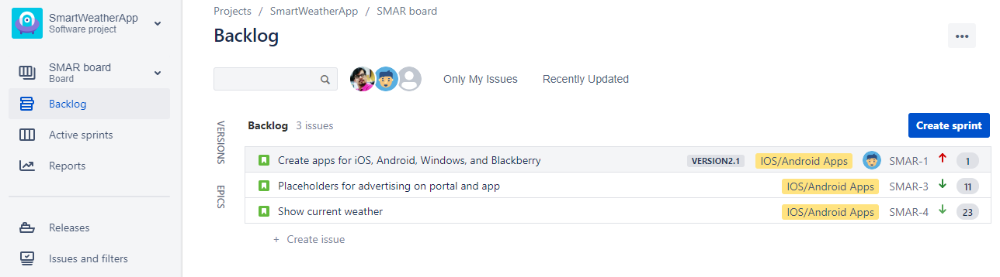 SmartWeatherApp
Software project
SMAR board
Board
Backlog
Active sprints
Reports
Releases
Issues and filters
Projects / SmartWeatherApp / SMAR board
Backlog
Only My Issues Recently Updated
VERSIONS
EPICS
Backlog 3 issues Create sprint
Create apps for iOS, Android, Windows, and Blackberry VERSION2.1 IOS/Android Apps SMAR-1 1
Placeholders for advertising on portal and app IOS/Android Apps SMAR-3 11
Show current weather IOS/Android Apps SMAR-4 23
+ Create issue